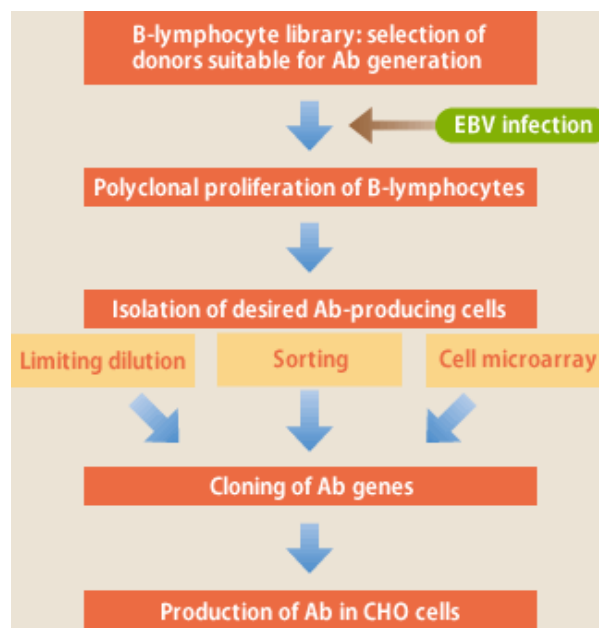 B-lymphocyte library: selection of
donors suitable for Ab generation
EBV infection
Polyclonal proliferation of B-lymphocytes
Isolation of desired Ab-producing cells
Limiting dilution
Sorting
Cell microarray
Cloning of Ab genes
Production of Ab in CHO cells